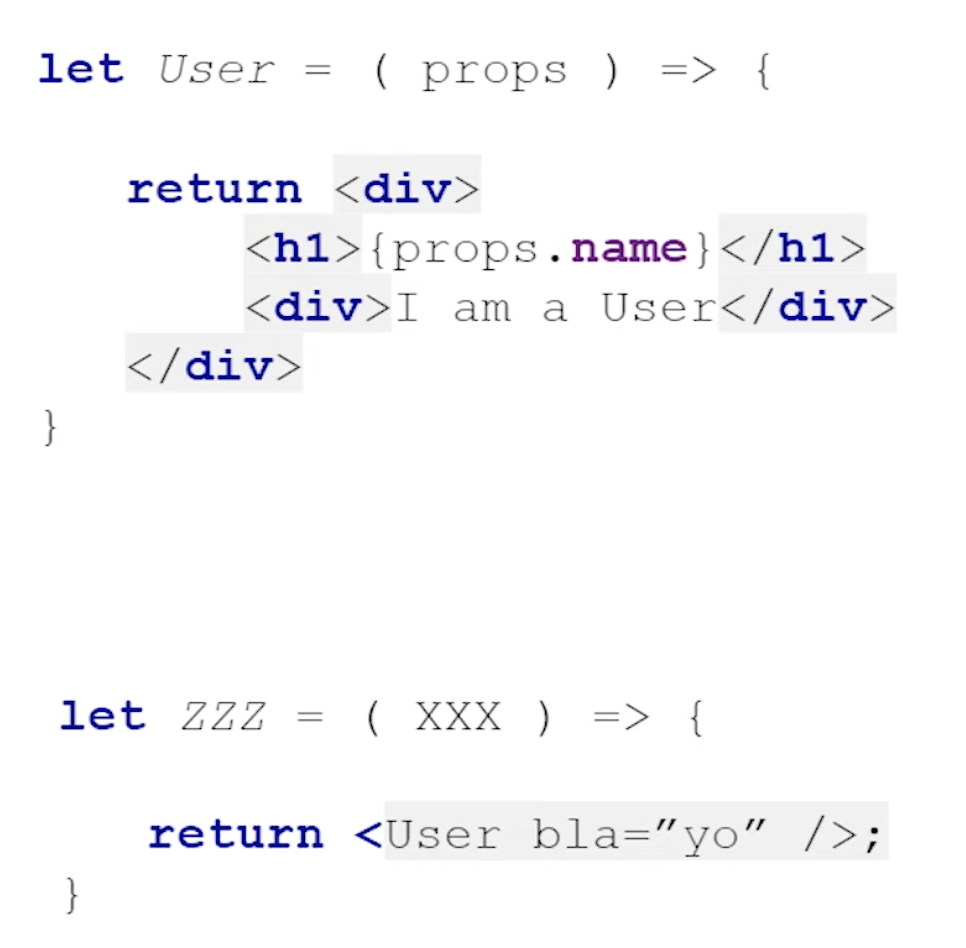 let User = ( props ) => {
return <div>
<h1>{props.name}</h1>
<div>I am a User</div>
</div>
}
let ZZZ = ( XXX ) => {
return <User bla=”yo” />;
}